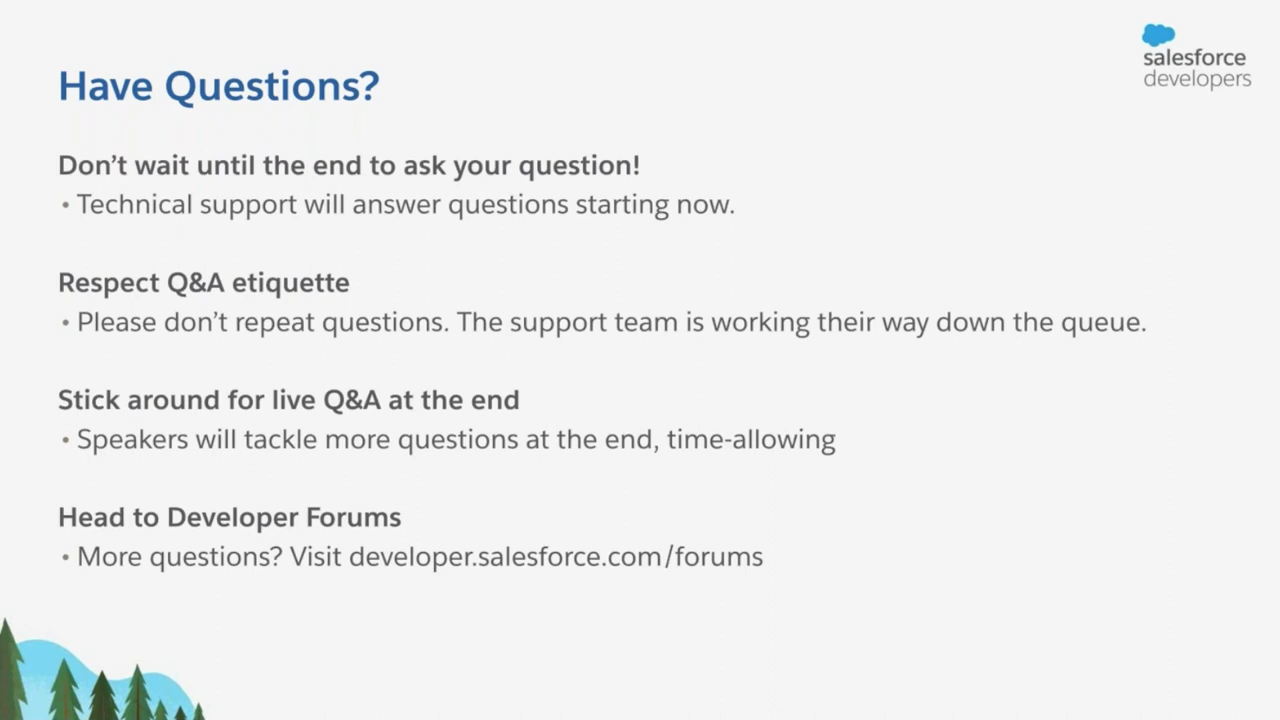 salesforce
developers
Have Questions?
Don’t wait until the end to ask your question!
• Technical support will answer questions starting now.
Respect Q&A etiquette
• Please don’t repeat questions. The support team is working their way down the queue.
Stick around for live Q&A at the end
• Speakers will tackle more questions at the end, time-allowing
Head to Developer Forums
• More questions? Visit developer.salesforce.com/forums